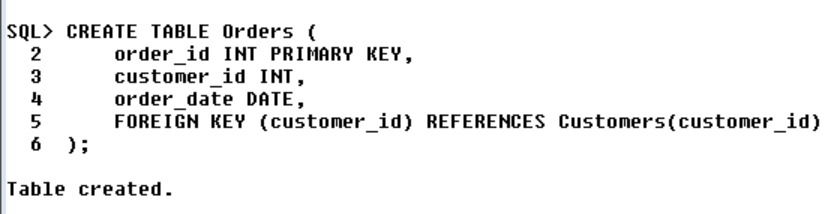 SQL> CREATE TABLE Orders (
  2      order_id INT PRIMARY KEY,
  3      customer_id INT,
  4      order_date DATE,
  5      FOREIGN KEY (customer_id) REFERENCES Customers(customer_id)
  6  );
Table created.